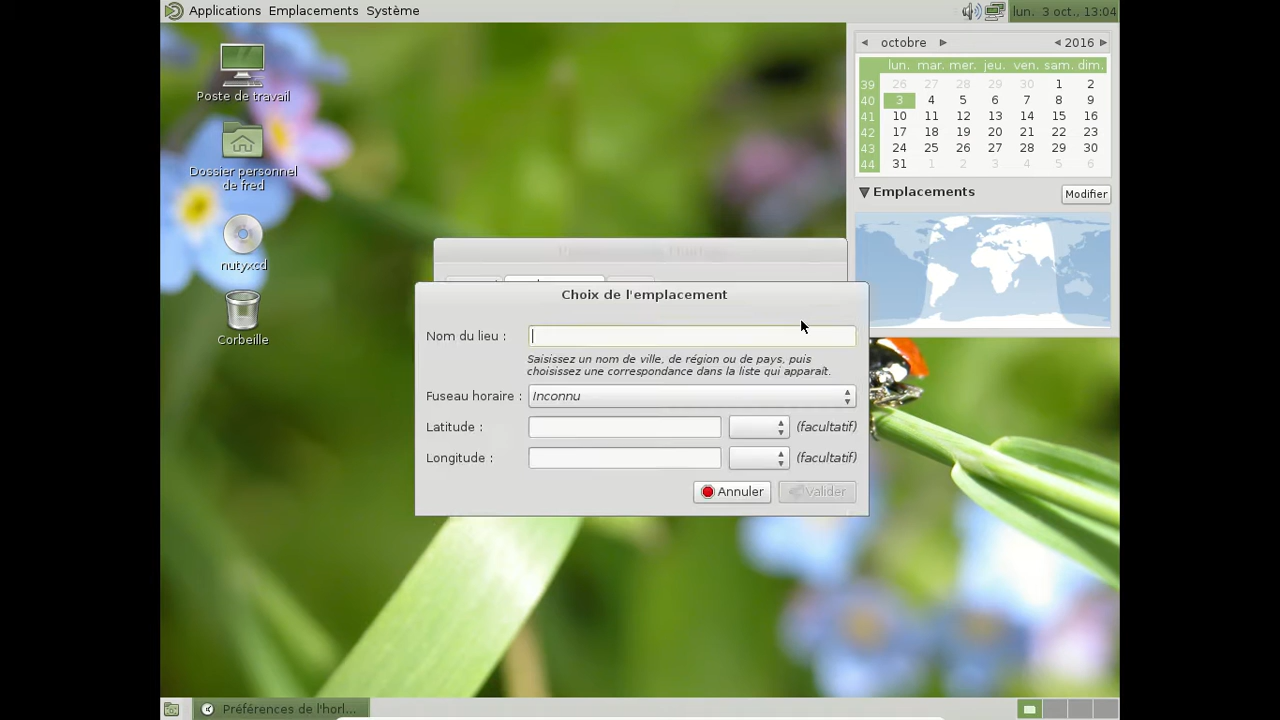 Applications Emplacements Système
lun. 3 oct., 13:04
Poste de travail
Dossier personnel
de fred
nutyxcd
Corbeille
octobre 2016
lun. mar. mer. jeu. ven. sam. dim.
39 26 27 28 29 30 1 2
40 3 4 5 6 7 8 9
41 10 11 12 13 14 15 16
42 17 18 19 20 21 22 23
43 24 25 26 27 28 29 30
44 31 1 2 3 4 5 6
Emplacements Modifier
Choix de l'emplacement
Nom du lieu :
Saisissez un nom de ville, de région ou de pays, puis
choisissez une correspondance dans la liste qui apparaît.
Fuseau horaire : Inconnu
Latitude : (facultatif)
Longitude : (facultatif)
Annuler Valider
Préférences de l'horl...